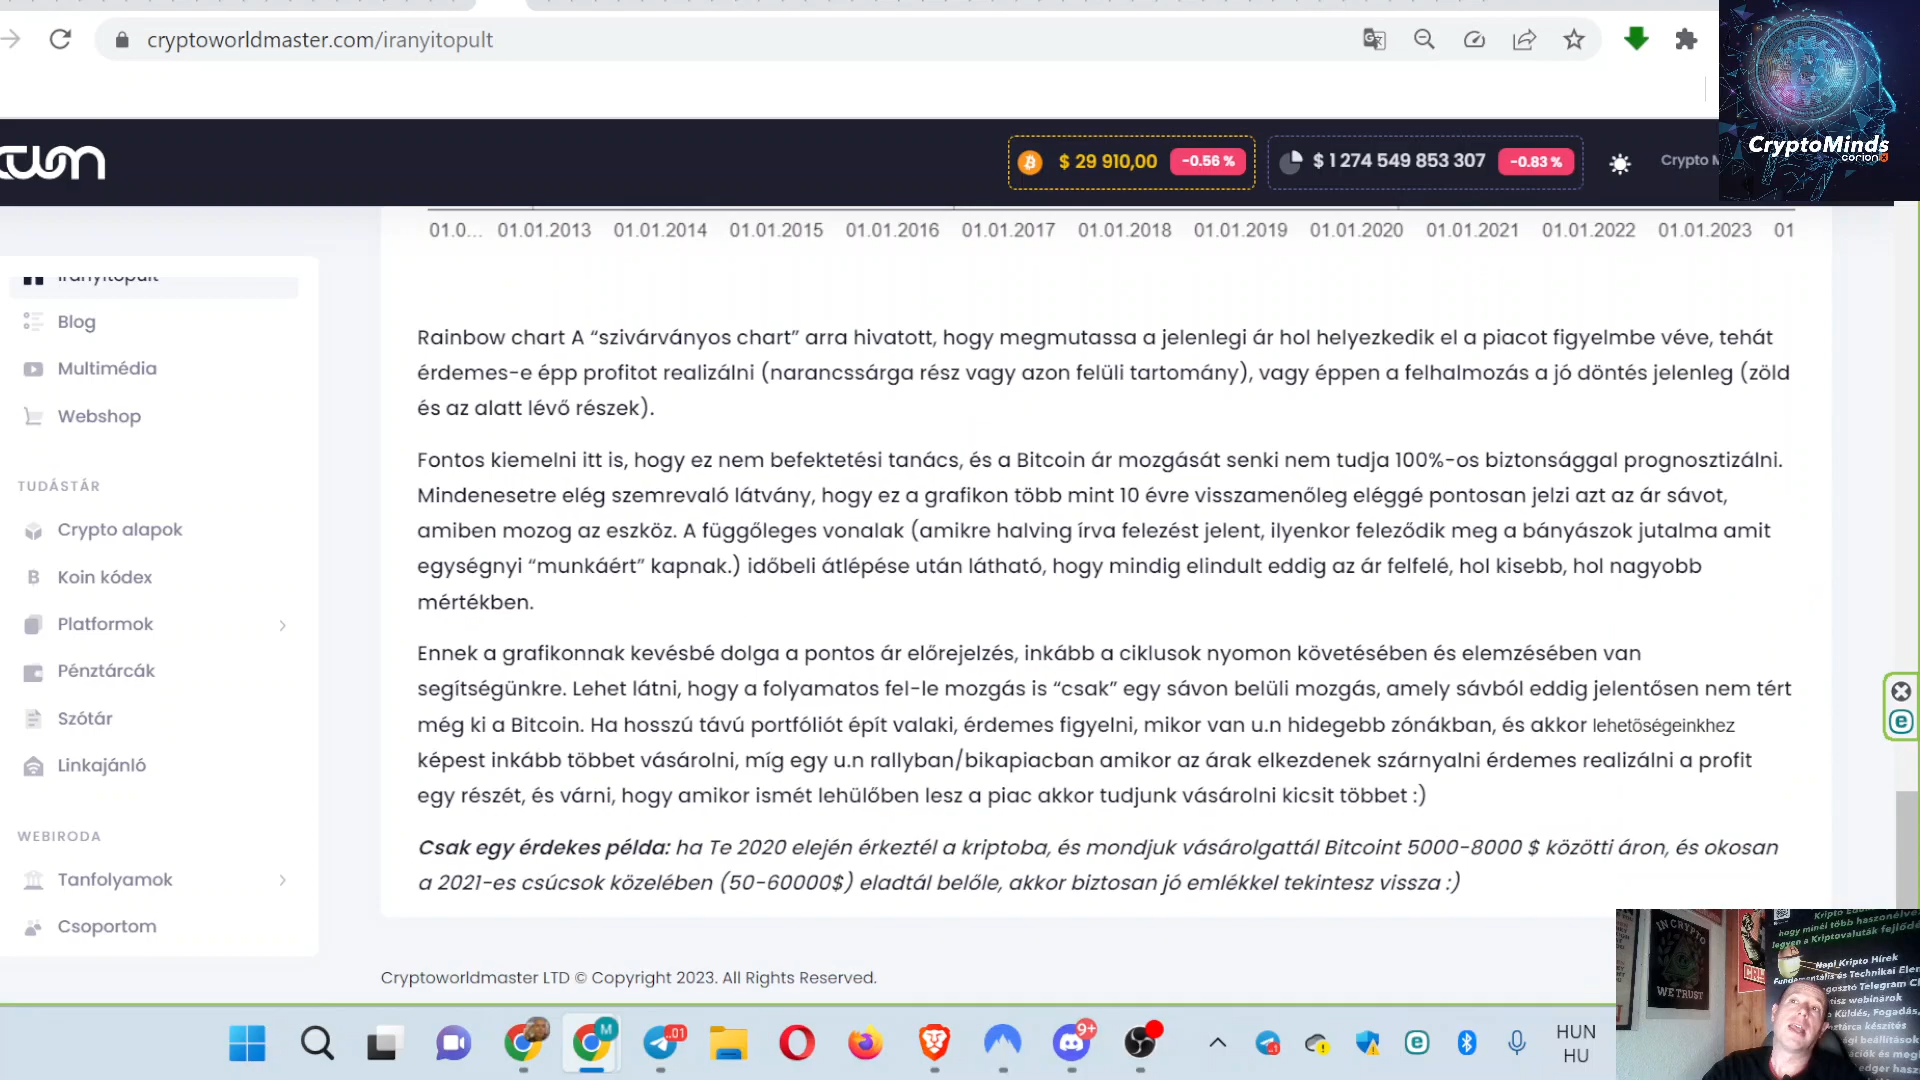 cryptoworldmaster.com/iranyitopult
CryptoMinds
corion
cwm
$ 29 910,00 -0.56 % $ 1 274 549 853 307 -0.83 % Crypto M
01.0... 01.01.2013 01.01.2014 01.01.2015 01.01.2016 01.01.2017 01.01.2018 01.01.2019 01.01.2020 01.01.2021 01.01.2022 01.01.2023 01
Irányítópult
Blog
Multimédia
Webshop
TUDÁSTÁR
Crypto alapok
Koin kódex
Platformok
Pénztárcák
Szótár
Linkajánló
WEBIRODA
Tanfolyamok
Csoportom
Rainbow chart A “szivárványos chart” arra hivatott, hogy megmutassa a jelenlegi ár hol helyezkedik el a piacot figyelmbe véve, tehát
érdemes-e épp profitot realizálni (narancssárga rész vagy azon felüli tartomány), vagy éppen a felhalmozás a jó döntés jelenleg (zöld
és az alatt lévő részek).
Fontos kiemelni itt is, hogy ez nem befektetési tanács, és a Bitcoin ár mozgását senki nem tudja 100%-os biztonsággal prognosztizálni.
Mindenesetre elég szemrevaló látvány, hogy ez a grafikon több mint 10 évre visszamenőleg eléggé pontosan jelzi azt az ár sávot,
amiben mozog az eszköz. A függőleges vonalak (amikre halving írva felezést jelent, ilyenkor feleződik meg a bányászok jutalma amit
egységnyi “munkáért” kapnak.) időbeli átlépése után látható, hogy mindig elindult eddig az ár felfelé, hol kisebb, hol nagyobb
mértékben.
Ennek a grafikonnak kevésbé dolga a pontos ár előrejelzés, inkább a ciklusok nyomon követésében és elemzésében van
segítségünkre. Lehet látni, hogy a folyamatos fel-le mozgás is “csak” egy sávon belüli mozgás, amely sávból eddig jelentősen nem tért
még ki a Bitcoin. Ha hosszú távú portfóliót épít valaki, érdemes figyelni, mikor van u.n hidegebb zónákban, és akkor lehetőségeinkhez
képest inkább többet vásárolni, míg egy u.n rallyban/bikapiacban amikor az árak elkezdenek szárnyalni érdemes realizálni a profit
egy részét, és várni, hogy amikor ismét lehülőben lesz a piac akkor tudjunk vásárolni kicsit többet :)
Csak egy érdekes példa: ha Te 2020 elején érkeztél a kriptoba, és mondjuk vásárolgattál Bitcoint 5000-8000 $ közötti áron, és okosan
a 2021-es csúcsok közelében (50-60000$) eladtál belőle, akkor biztosan jó emlékkel tekintesz vissza :)
Cryptoworldmaster LTD © Copyright 2023. All Rights Reserved.
IN CRYPTO
WE TRUST
hogy minél több haszonélve
legyen a Kriptovaluták fejlődé
Napi Kripto Hírek
M
.01
9+
HUN
HU